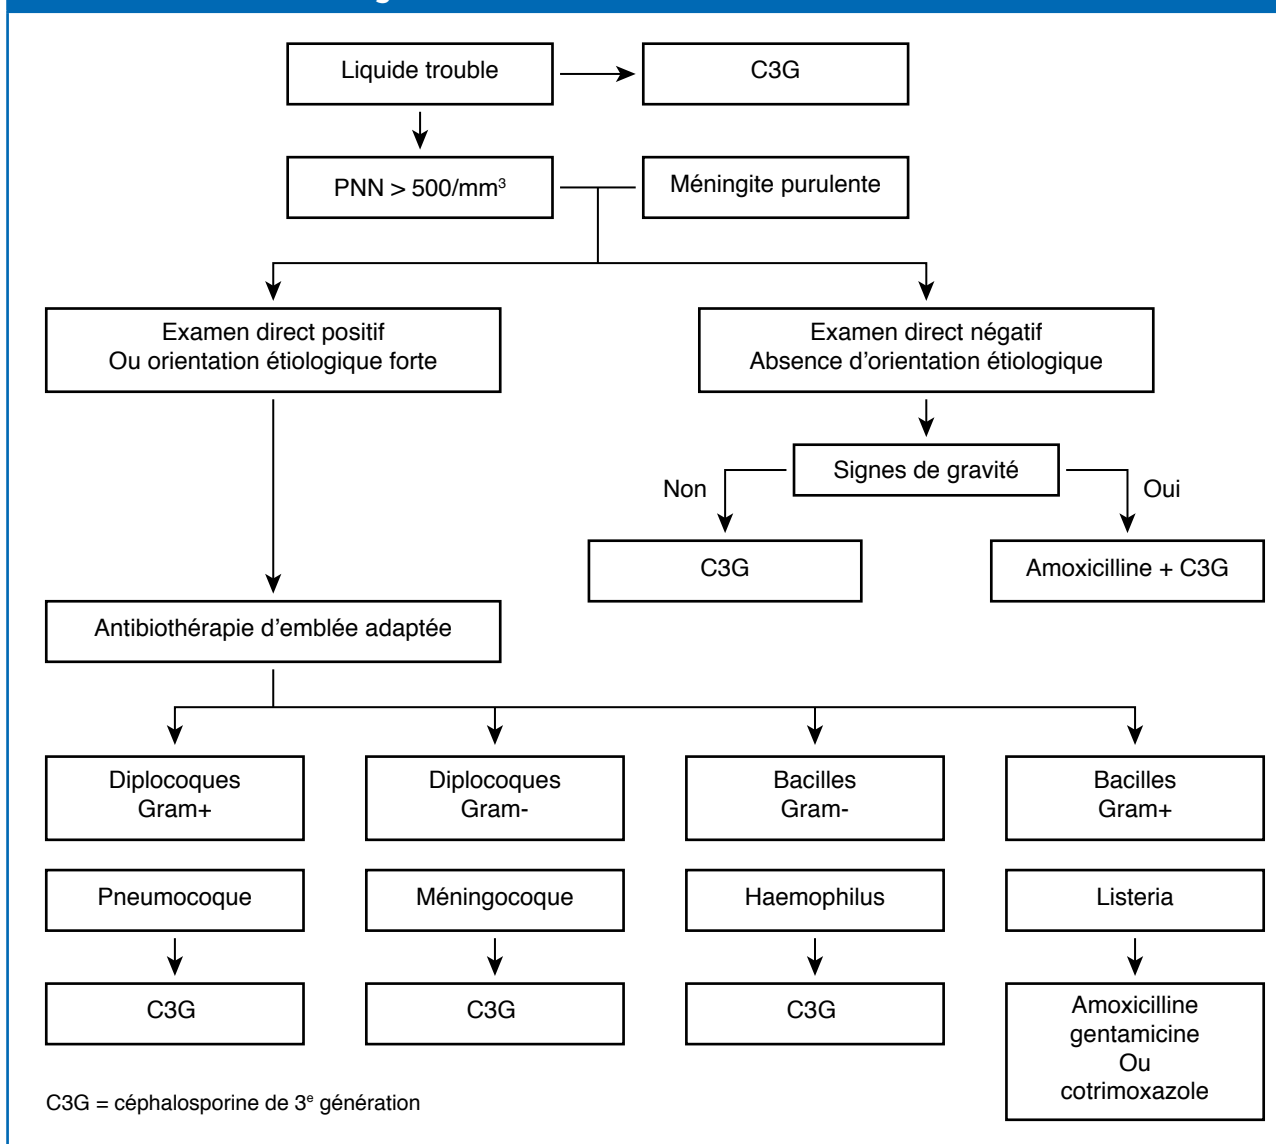 Liquide trouble
C3G
PNN > 500/mm³
Méningite purulente
Examen direct positif
Ou orientation étiologique forte
Examen direct négatif
Absence d'orientation étiologique
Signes de gravité
Non
Oui
C3G
Amoxicilline + C3G
Antibiothérapie d'emblée adaptée
Diplocoques
Gram+
Diplocoques
Gram-
Bacilles
Gram-
Bacilles
Gram+
Pneumocoque
Méningocoque
Haemophilus
Listeria
C3G
C3G
C3G
Amoxicilline
gentamicine
Ou
cotrimoxazole
C3G = céphalosporine de 3ᵉ génération